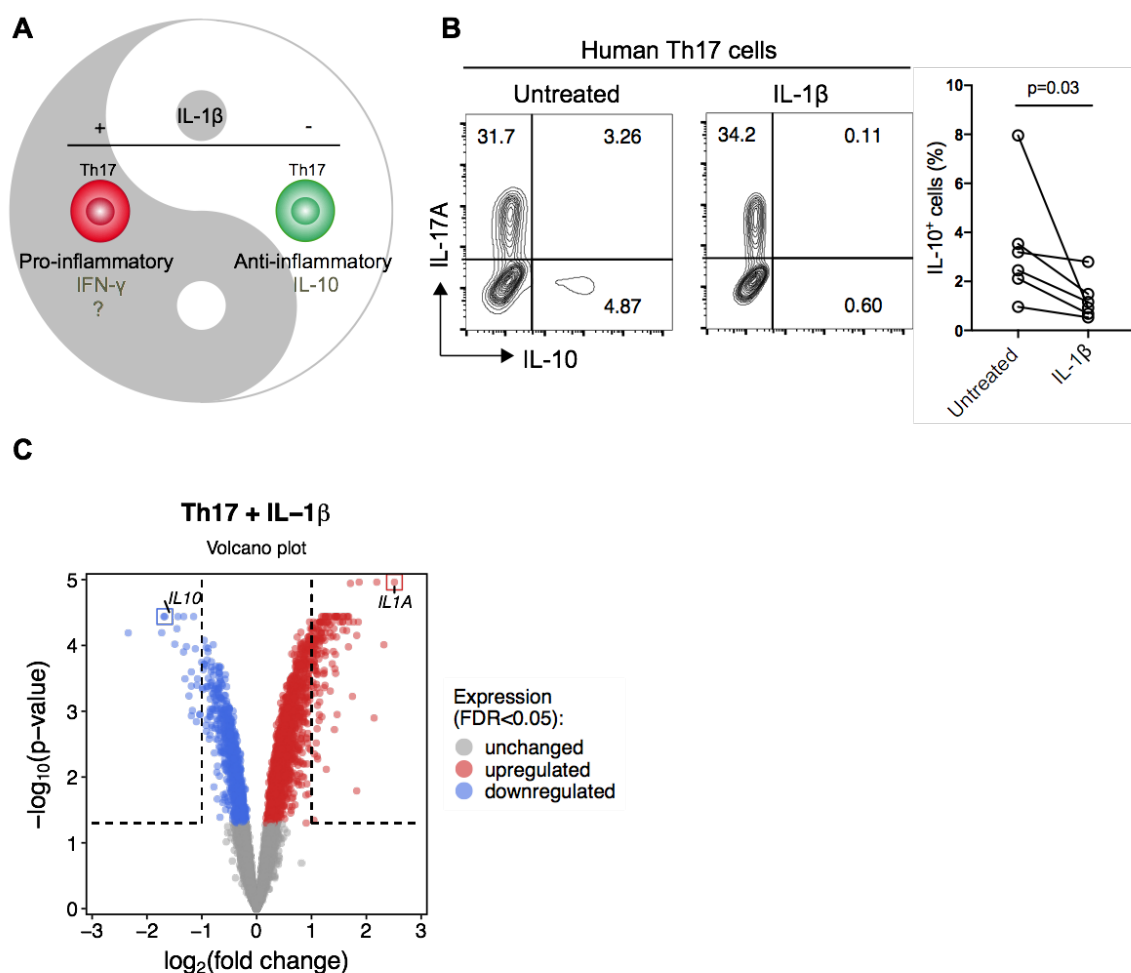 A
IL-1β
+
-
Th17
Th17
Pro-inflammatory
Anti-inflammatory
IFN-γ
IL-10
?
B
Human Th17 cells
Untreated
IL-1β
31.7
3.26
4.87
34.2
0.11
0.60
IL-17A
IL-10
p=0.03
10
8
6
4
2
0
IL-10+ cells (%)
Untreated
IL-1β
C
Th17 + IL−1β
Volcano plot
5
4
3
2
1
0
−log10(p−value)
IL10
IL1A
−3
−2
−1
0
1
2
3
log2(fold change)
Expression
(FDR<0.05):
unchanged
upregulated
downregulated